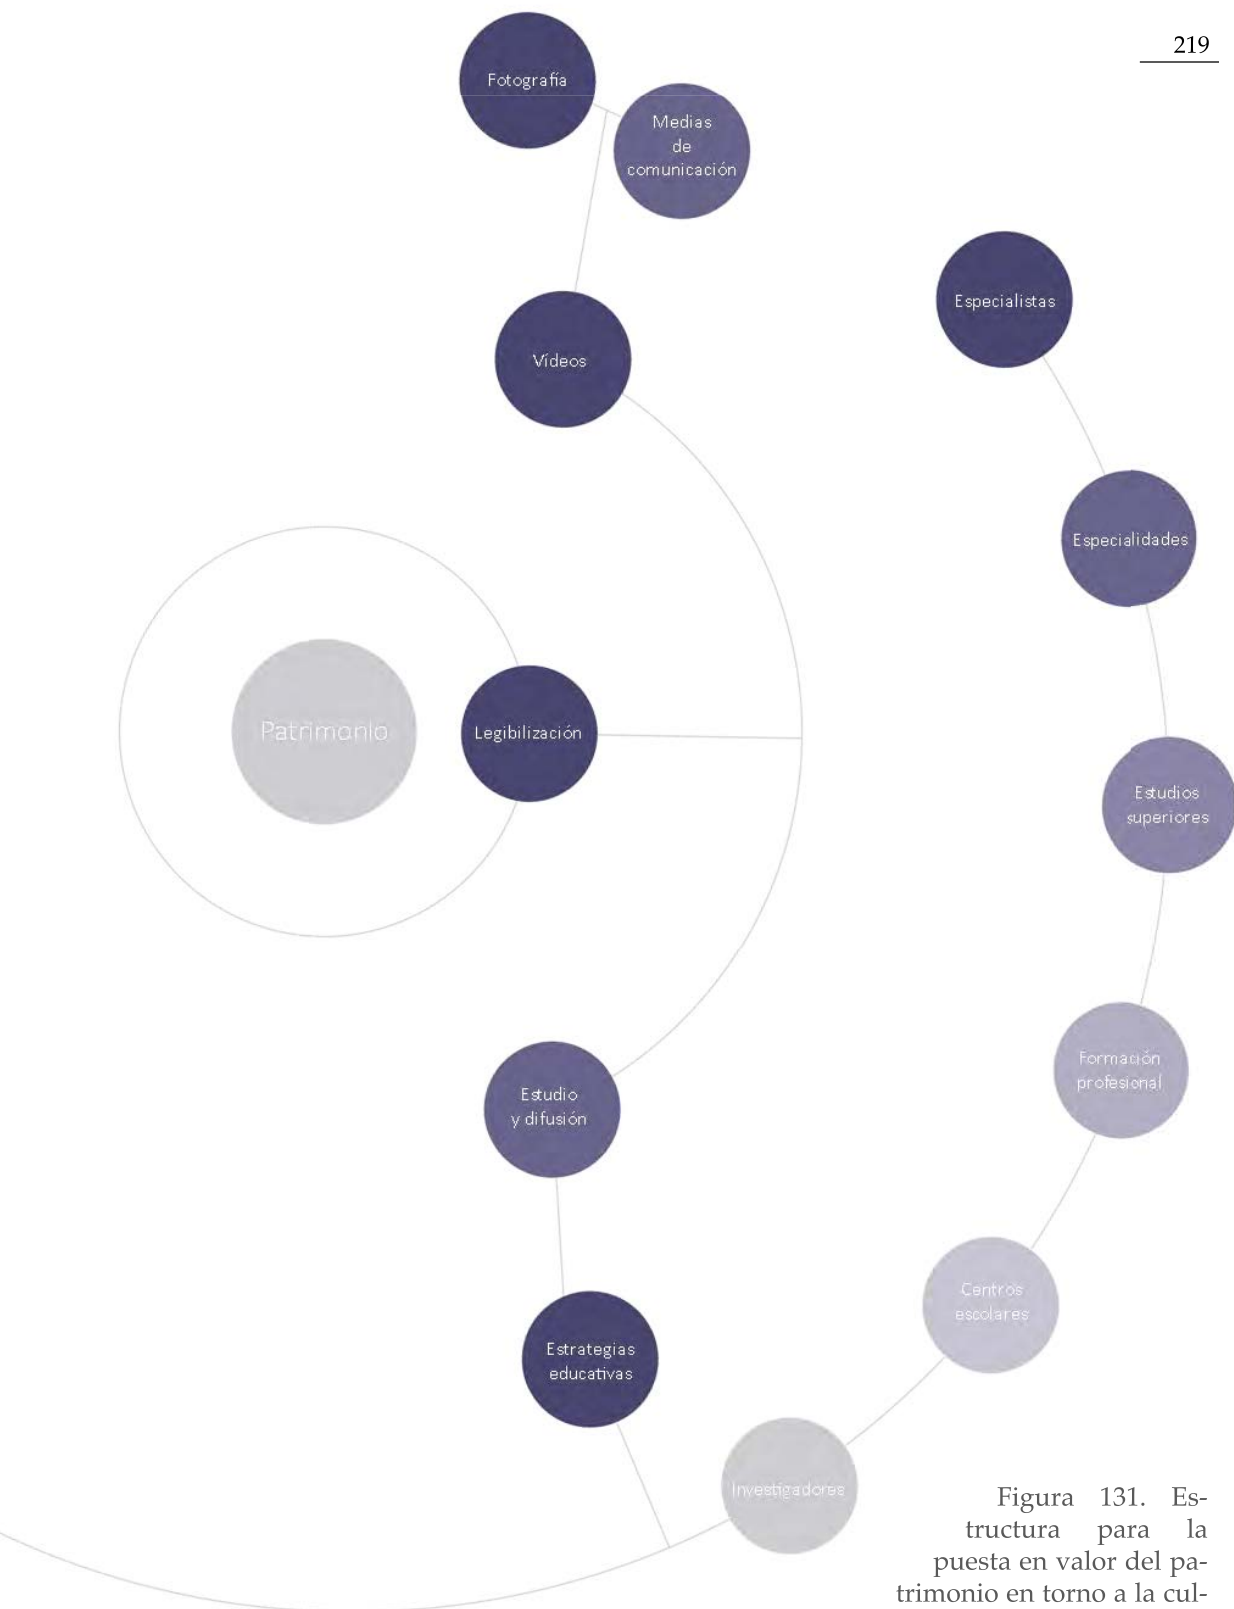 219
Fotografía
Medias
de
comunicación
Especialistas
Vídeos
Especialidades
Patrimonio
Legibilización
Estudios
superiores
Formación
profesional
Estudio
y difusión
Centros
escolares
Estrategias
educativas
Investigadores
Figura 131. Es-
tructura para la
puesta en valor del pa-
trimonio en torno a la cul-